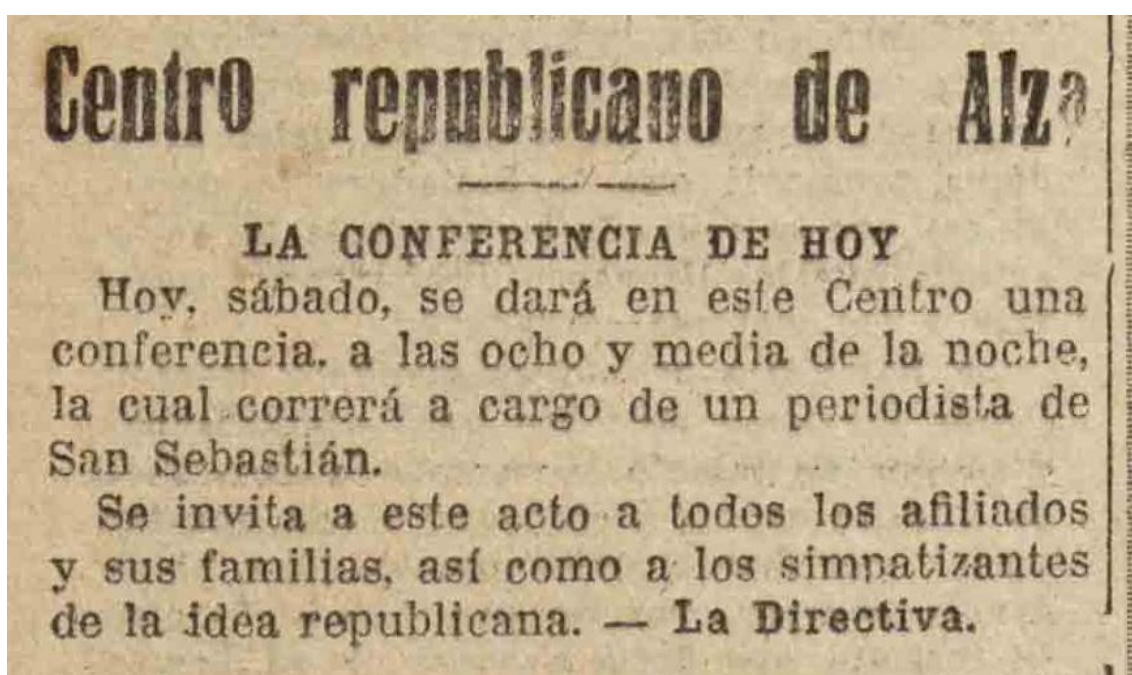 Centro republicano de Alza
LA CONFERENCIA DE HOY
Hoy, sábado, se dará en este Centro una
conferencia. a las ocho y media de la noche,
la cual correrá a cargo de un periodista de
San Sebastián.
Se invita a este acto a todos los afiliados
y sus familias, así como a los simpatizantes
de la idea republicana. — La Directiva.